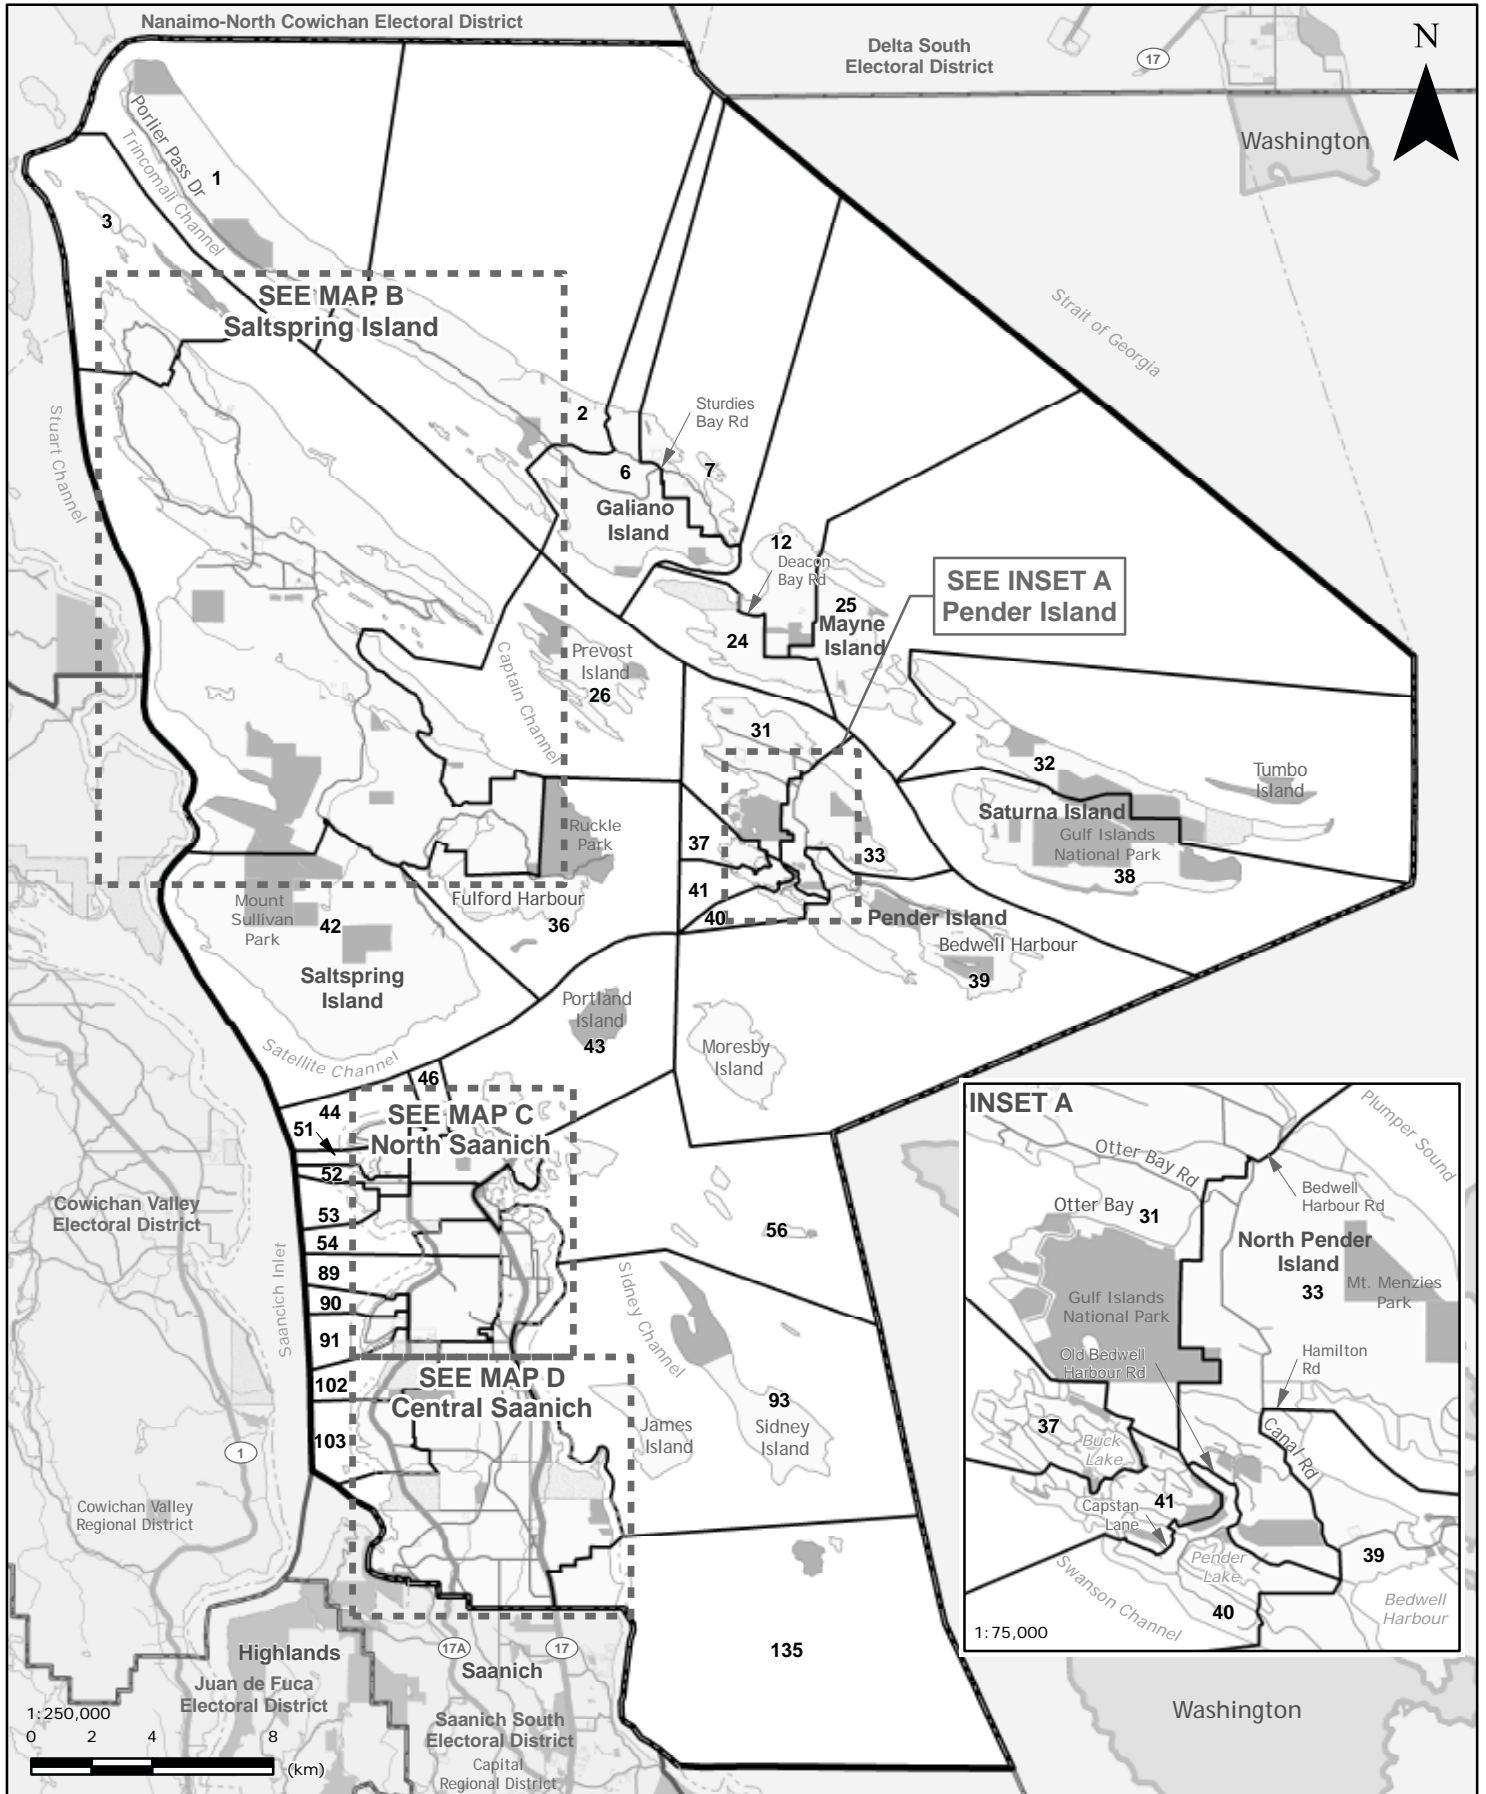 Nanaimo-North Cowichan Electoral District
Delta South
Electoral District
17
N
Washington
Porlier Pass Dr
Trincomali Channel
1
3
SEE MAP B
Saltspring Island
Strait of Georgia
Stuart Channel
2
Sturdies
Bay Rd
6
7
Galiano
Island
12
Deacon
Bay Rd
SEE INSET A
Pender Island
25
Mayne
Island
24
Captain Channel
Prevost
Island
26
31
32
Tumbo
Island
Saturna Island
Gulf Islands
National Park
38
Ruckle
Park
37
33
41
40
Mount
Sullivan
Park
42
Fulford Harbour
36
Pender Island
Bedwell Harbour
39
Saltspring
Island
Portland
Island
43
Moresby
Island
Satellite Channel
46
44
51
SEE MAP C
North Saanich
52
53
54
89
90
91
102
103
Cowichan Valley
Electoral District
Saancich Inlet
56
Sidney Channel
SEE MAP D
Central Saanich
93
James
Island
Sidney
Island
1
Cowichan Valley
Regional District
135
Highlands
Juan de Fuca
Electoral District
17A
17
Saanich
Saanich South
Electoral District
Capital
Regional District
1:250,000
0 2 4 8
(km)
INSET A
Plumper Sound
Otter Bay Rd
Bedwell
Harbour Rd
Otter Bay
31
North Pender
Island
33
Mt. Menzies
Park
Gulf Islands
National Park
Old Bedwell
Harbour Rd
Hamilton
Rd
37
Buck
Lake
Canal Rd
41
Capstan
Lane
Pender
Lake
39
Swanson Channel
40
Bedwell
Harbour
1:75,000
Washington